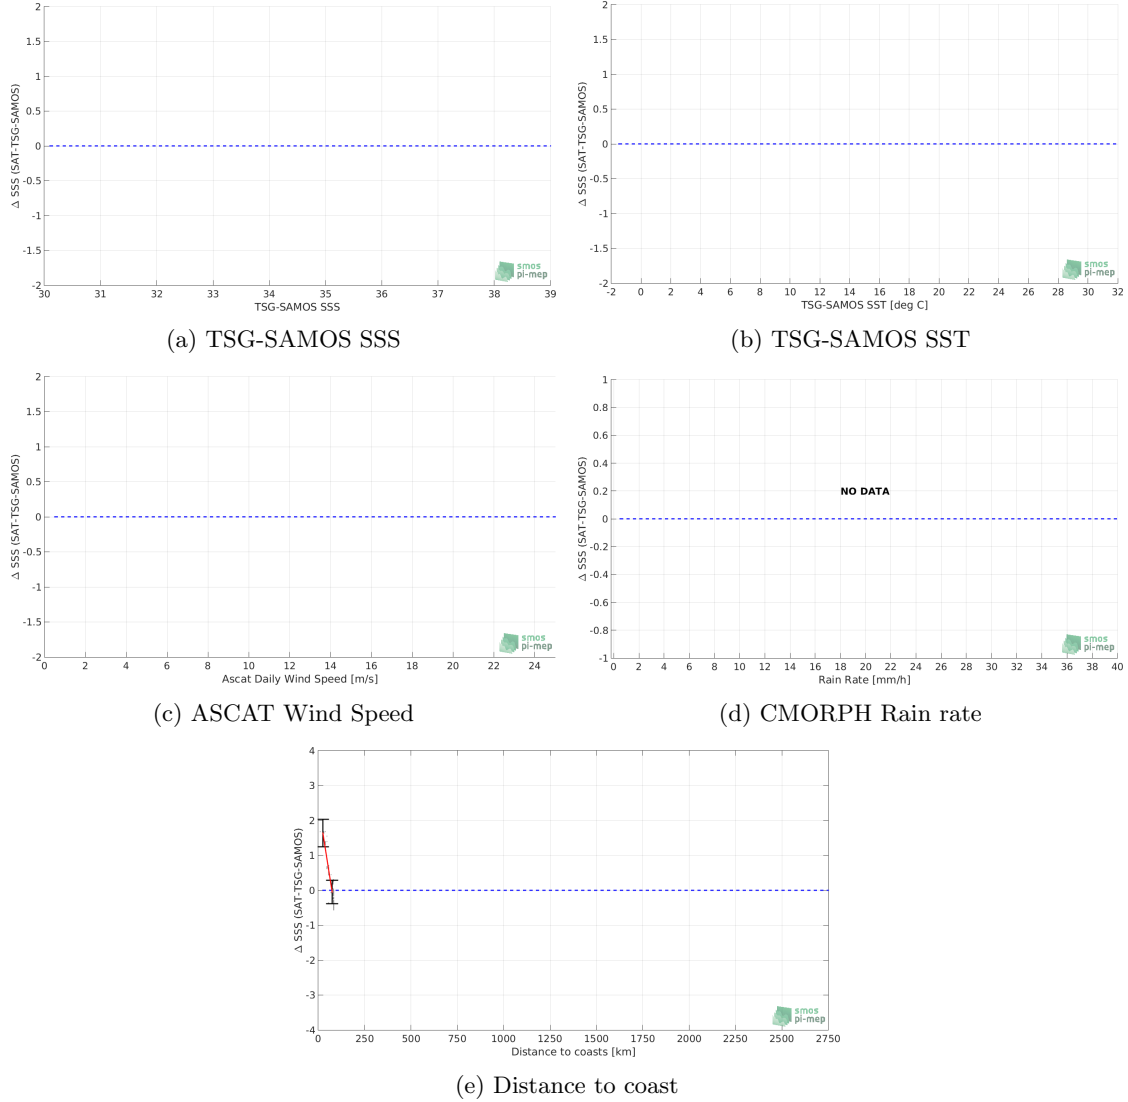 2
1.5
1
0.5
0
-0.5
-1
-1.5
-2
Δ SSS (SAT-TSG-SAMOS)
30 31 32 33 34 35 36 37 38 39
TSG-SAMOS SSS
smos
pi-mep
(a) TSG-SAMOS SSS
2
1.5
1
0.5
0
-0.5
-1
-1.5
-2
Δ SSS (SAT-TSG-SAMOS)
-2 0 2 4 6 8 10 12 14 16 18 20 22 24 26 28 30 32
TSG-SAMOS SST [deg C]
smos
pi-mep
(b) TSG-SAMOS SST
2
1.5
1
0.5
0
-0.5
-1
-1.5
-2
Δ SSS (SAT-TSG-SAMOS)
0 2 4 6 8 10 12 14 16 18 20 22 24
Ascat Daily Wind Speed [m/s]
smos
pi-mep
(c) ASCAT Wind Speed
1
0.8
0.6
0.4
0.2
0
-0.2
-0.4
-0.6
-0.8
-1
Δ SSS (SAT-TSG-SAMOS)
NO DATA
0 2 4 6 8 10 12 14 16 18 20 22 24 26 28 30 32 34 36 38 40
Rain Rate [mm/h]
smos
pi-mep
(d) CMORPH Rain rate
4
3
2
1
0
-1
-2
-3
-4
Δ SSS (SAT-TSG-SAMOS)
0 250 500 750 1000 1250 1500 1750 2000 2250 2500 2750
Distance to coasts [km]
smos
pi-mep
(e) Distance to coast